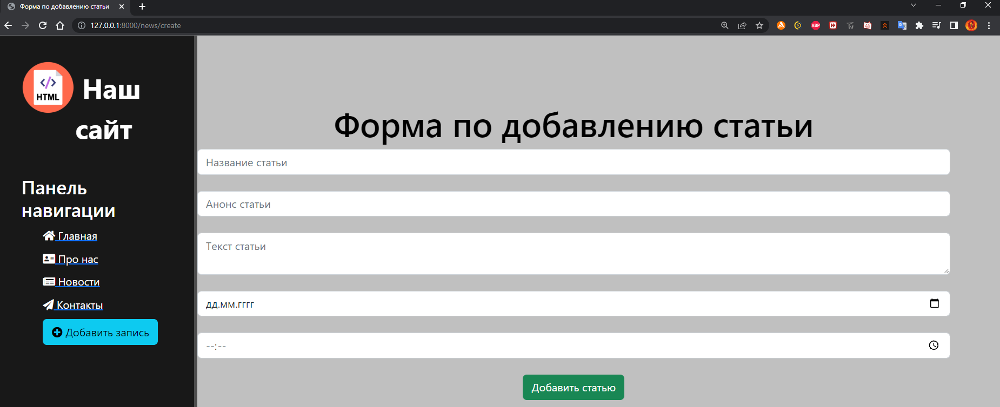 Форма по добавлению статьи
127.0.0.1:8000/news/create
ABP
</>
HTML
Наш
сайт
Панель
навигации
Главная
Про нас
Новости
Контакты
Добавить запись
Форма по добавлению статьи
Название статьи
Анонс статьи
Текст статьи
дд.мм.гггг
--:--
Добавить статью